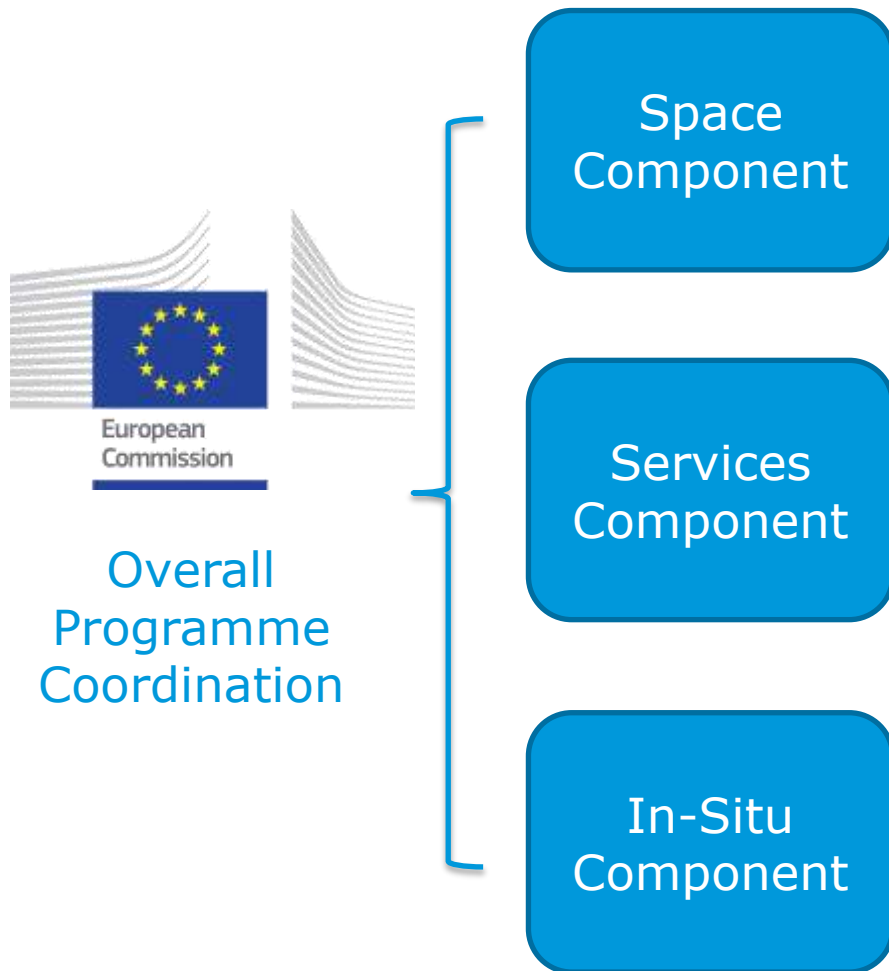 European
Commission
Overall
Programme
Coordination
Space
Component
Services
Component
In-Situ
Component